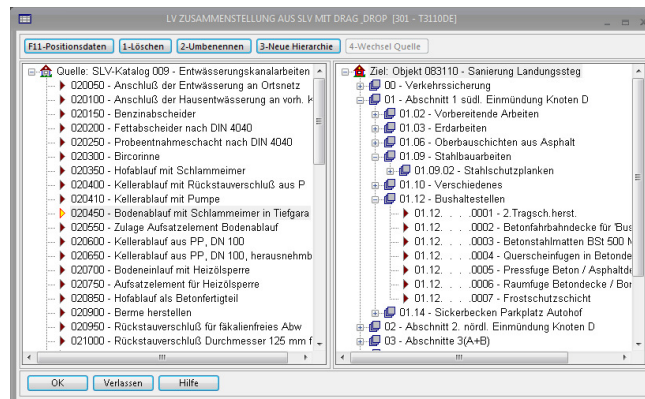 LV ZUSAMMENSTELLUNG AUS SLV MIT DRAG_DROP [301 - T3110DE]
F11-Positionsdaten 1-Löschen 2-Umbenennen 3-Neue Hierarchie 4-Wechsel Quelle
Quelle: SLV-Katalog 009 - Entwässerungskanalarbeiten
020050 - Anschluß der Entwässerung an Ortsnetz
020100 - Anschluß der Hausentwässerung an vorh. K
020150 - Benzinabscheider
020200 - Fettabscheider nach DIN 4040
020250 - Probeentnahmeschacht nach DIN 4040
020300 - Bircorinne
020350 - Hofablauf mit Schlammeimer
020400 - Kellerablauf mit Rückstauverschluß aus P
020410 - Kellerablauf mit Pumpe
020450 - Bodenablauf mit Schlammeimer in Tiefgara
020550 - Zulage Aufsatzelement Bodenablauf
020600 - Kellerablauf aus PP, DN 100
020650 - Kellerablauf aus PP, DN 100, herausnehmb
020700 - Bodeneinlauf mit Heizölsperre
020750 - Aufsatzelement für Heizölsperre
020850 - Hofablauf als Betonfertigteil
020900 - Berme herstellen
020950 - Rückstauverschluß für fäkalienfreies Abw
021000 - Rückstauverschluß Durchmesser 125 mm f
Ziel: Objekt 083110 - Sanierung Landungssteg
00 - Verkehrssicherung
01 - Abschnitt 1 südl. Einmündung Knoten D
01.02 - Vorbereitende Arbeiten
01.03 - Erdarbeiten
01.06 - Oberbauschichten aus Asphalt
01.09 - Stahlbauarbeiten
01.09.02 - Stahlschutzplanken
01.10 - Verschiedenes
01.12 - Bushaltestellen
01.12. . . .0001 - 2.Tragsch.herst.
01.12. . . .0002 - Betonfahrbahndecke für 'Bus
01.12. . . .0003 - Betonstahlmatten BSt 500 M
01.12. . . .0004 - Querscheinfugen in Betonde
01.12. . . .0005 - Pressfuge Beton / Asphaltde
01.12. . . .0006 - Raumfuge Betondecke / Bor
01.12. . . .0007 - Frostschutzschicht
01.14 - Sickerbecken Parkplatz Autohof
02 - Abschnitt 2. nördl. Einmündung Knoten D
03 - Abschnitte 3(A+B)
OK Verlassen Hilfe